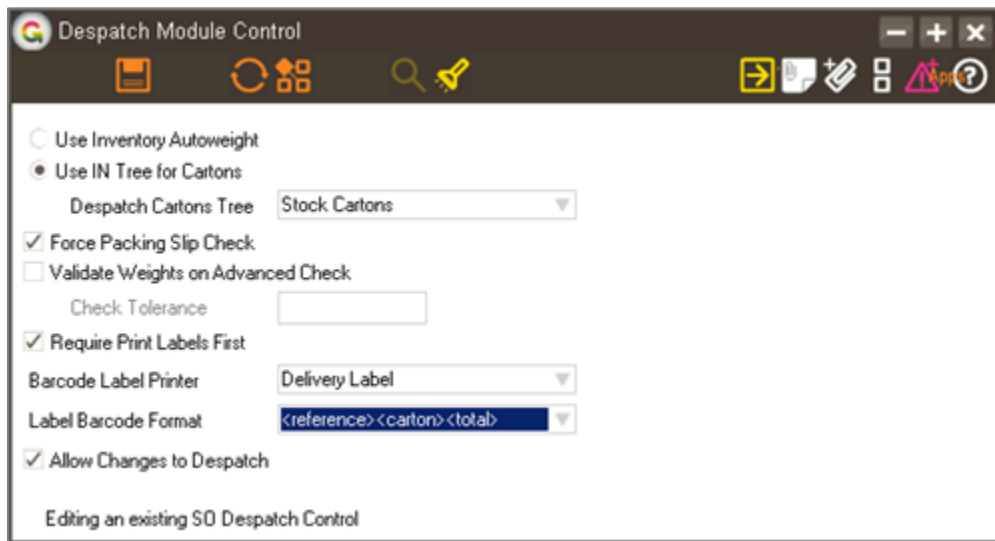 Despatch Module Control
Apps
Use Inventory Autoweight
Use IN Tree for Cartons
Despatch Cartons Tree Stock Cartons
Force Packing Slip Check
Validate Weights on Advanced Check
Check Tolerance
Require Print Labels First
Barcode Label Printer Delivery Label
Label Barcode Format <reference><carton><total>
Allow Changes to Despatch
Editing an existing SO Despatch Control